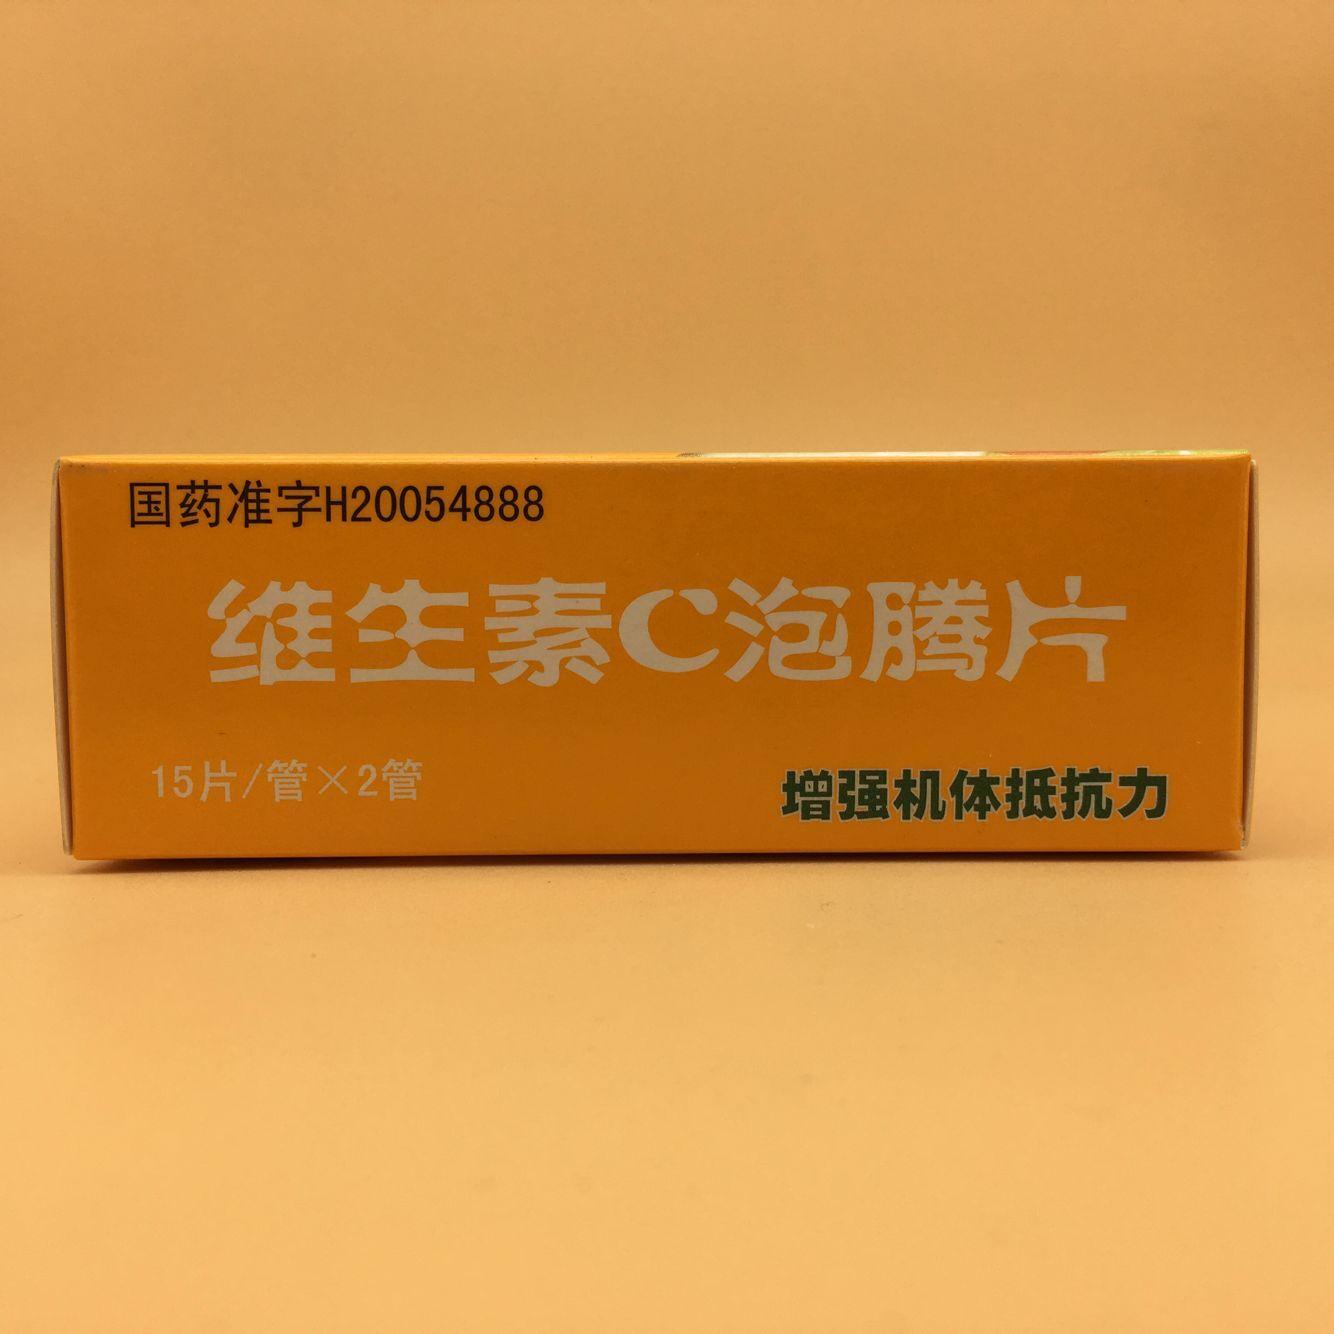 国药准字H20054888
维生素C泡腾片
15片/管×2管
增强机体抵抗力